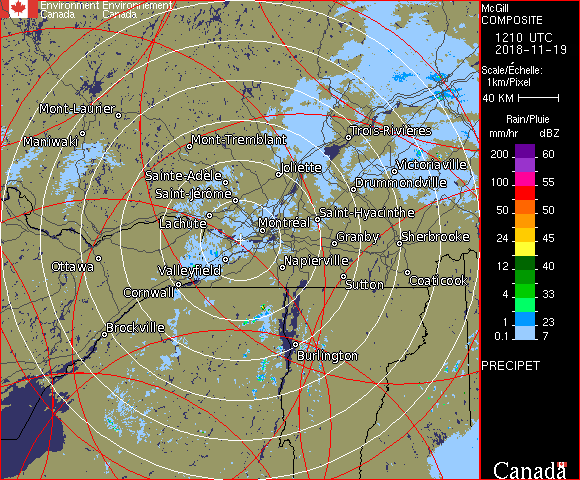 Environment Environnement
Canada Canada
McGill
COMPOSITE
1210 UTC
2018-11-19
Scale/Échelle:
1km/Pixel
40 KM
Rain/Pluie
mm/hr dBZ
200 60
100 55
50 50
24 45
12 40
4 33
1 23
0.1 7
PRECIPET
Canada
Mont-Laurier
Maniwaki
Mont-Tremblant
Trois-Rivières
Joliette
Victoriaville
Sainte-Adèle
Drummondville
Saint-Jérôme
Saint-Hyacinthe
Lachute
Montréal
Granby
Sherbrooke
Ottawa
Valleyfield
Napierville
Cornwall
Sutton
Coaticook
Brockville
Burlington